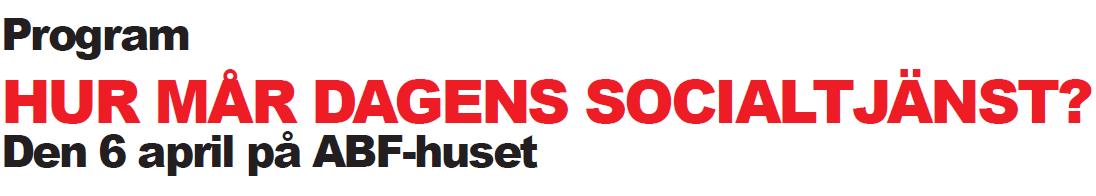 Program
HUR MÅR DAGENS SOCIALTJÄNST?
Den 6 april på ABF-huset